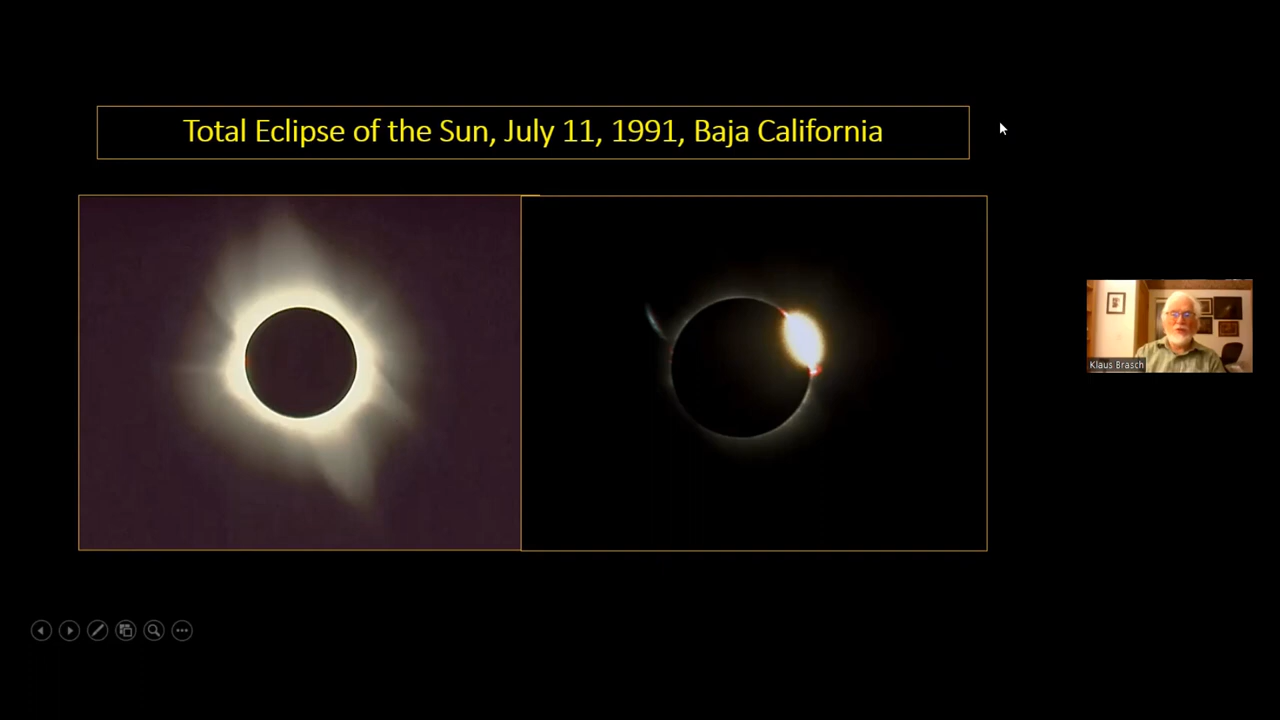 Total Eclipse of the Sun, July 11, 1991, Baja California
Klaus Brasch